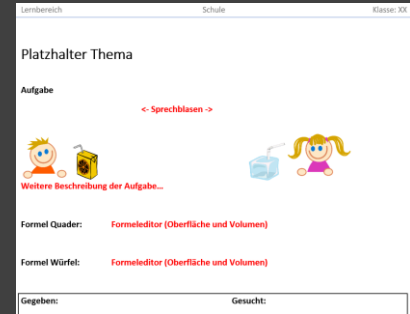 Lernbereich Schule Klasse: XX
Platzhalter Thema
Aufgabe
<- Sprechblasen ->
Weitere Beschreibung der Aufgabe...
Formel Quader: Formeleditor (Oberfläche und Volumen)
Formel Würfel: Formeleditor (Oberfläche und Volumen)
Gegeben: Gesucht: